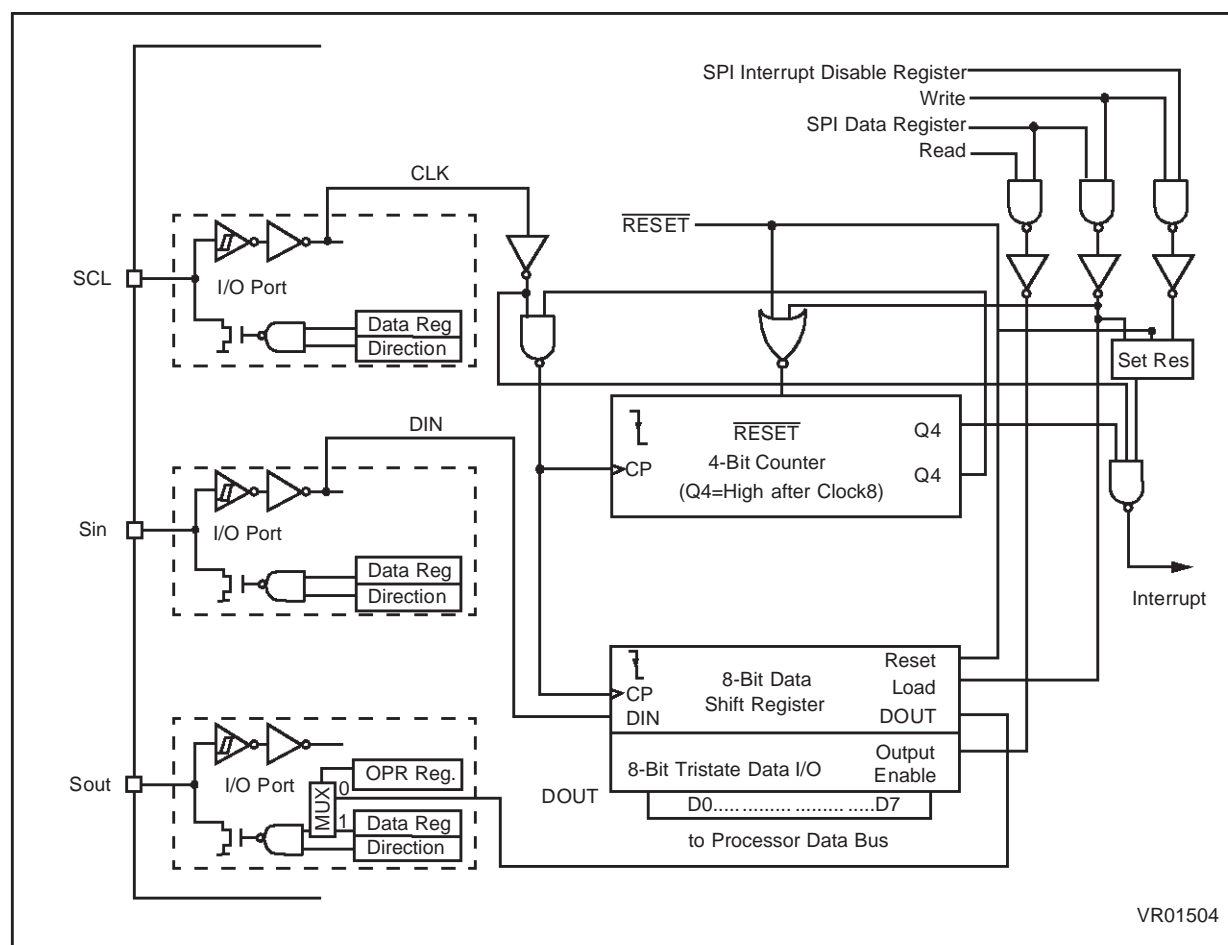 SPI Interrupt Disable Register
Write
SPI Data Register
Read
CLK
RESET
SCL
I/O Port
Data Reg
Direction
Set Res
DIN
RESET
Q4
4-Bit Counter
CP
Q4
(Q4=High after Clock8)
Sin
I/O Port
Data Reg
Direction
Interrupt
Reset
8-Bit Data
Load
CP
Shift Register
DIN
DOUT
Sout
I/O Port
OPR Reg.
MUX
0
1
Data Reg
Direction
Output
8-Bit Tristate Data I/O
Enable
DOUT
D0..... ......... ......... .....D7
to Processor Data Bus
VR01504